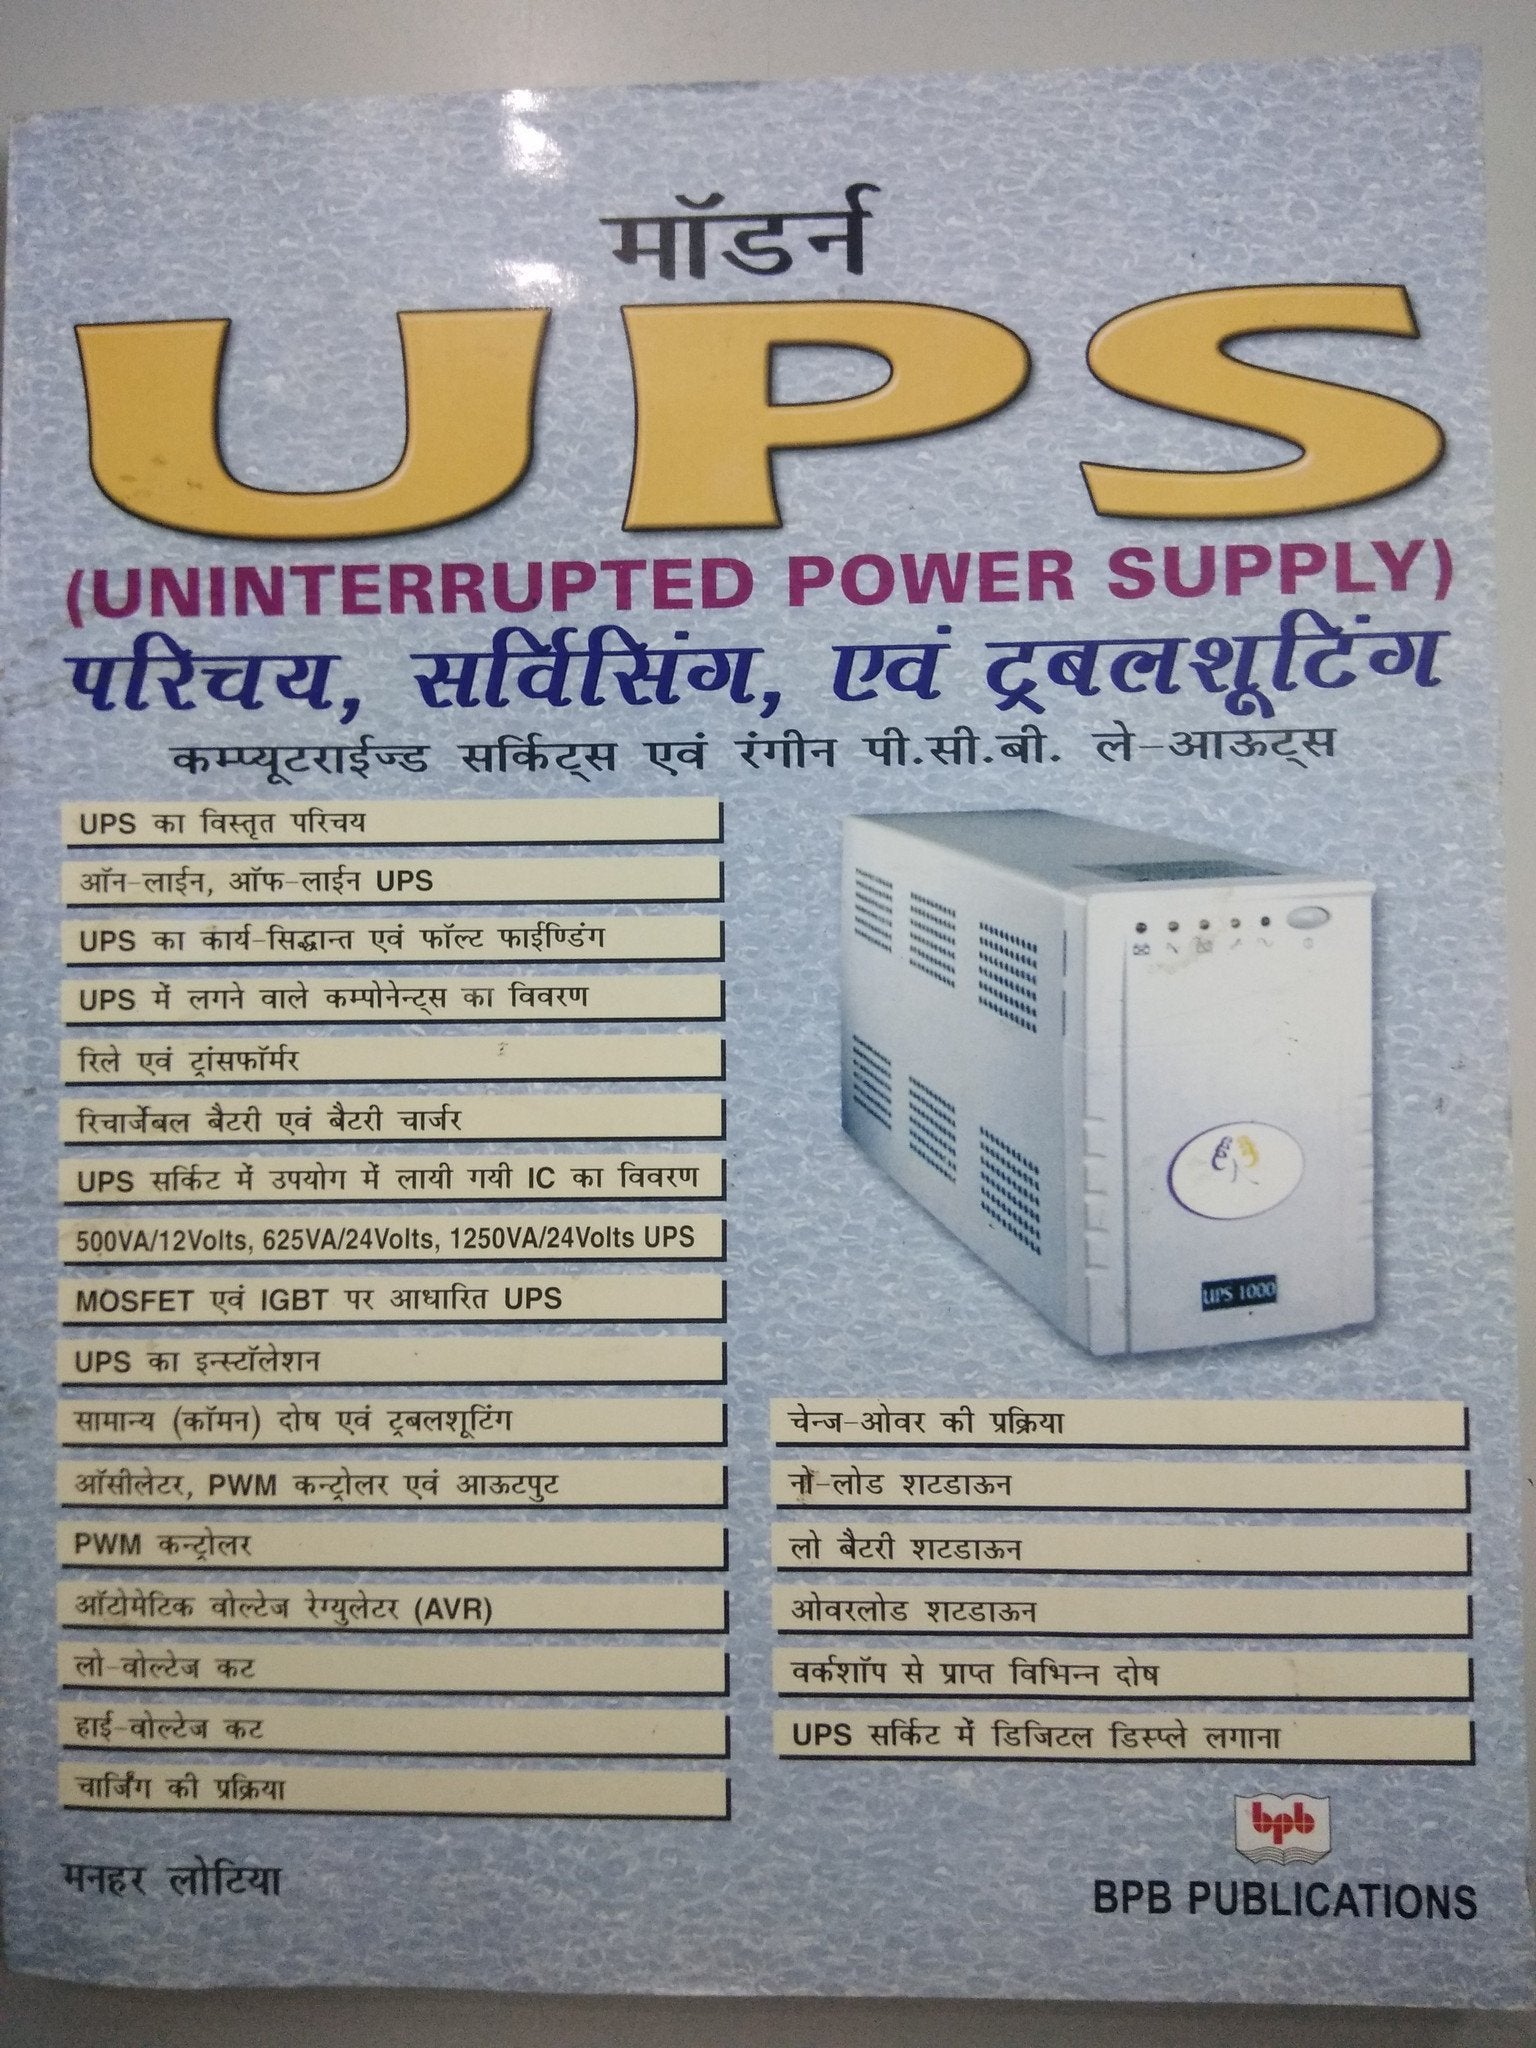 मॉडर्न
UPS
(UNINTERRUPTED POWER SUPPLY)
परिचय, सर्विसिंग, एवं ट्रबलशूटिंग
कम्प्यूटराईज्ड सर्किट्स एवं रंगीन पी.सी.बी. ले-आऊट्स
UPS का विस्तृत परिचय
ऑन-लाईन, ऑफ-लाईन UPS
UPS का कार्य-सिद्धान्त एवं फॉल्ट फाईण्डिंग
UPS में लगने वाले कम्पोनेन्ट्स का विवरण
रिले एवं ट्रांसफॉर्मर
रिचार्जेबल बैटरी एवं बैटरी चार्जर
UPS सर्किट में उपयोग में लायी गयी IC का विवरण
500VA/12Volts, 625VA/24Volts, 1250VA/24Volts UPS
MOSFET एवं IGBT पर आधारित UPS
UPS का इन्स्टॉलेशन
सामान्य (कॉमन) दोष एवं ट्रबलशूटिंग
ऑसीलेटर, PWM कन्ट्रोलर एवं आऊटपुट
PWM कन्ट्रोलर
ऑटोमेटिक वोल्टेज रेग्युलेटर (AVR)
लो-वोल्टेज कट
हाई-वोल्टेज कट
चार्जिंग की प्रक्रिया
UPS 1000
चेन्ज-ओवर की प्रक्रिया
नो-लोड शटडाऊन
लो बैटरी शटडाऊन
ओवरलोड शटडाऊन
वर्कशॉप से प्राप्त विभिन्न दोष
UPS सर्किट में डिजिटल डिस्प्ले लगाना
मनहर लोटिया
bpb
BPB PUBLICATIONS